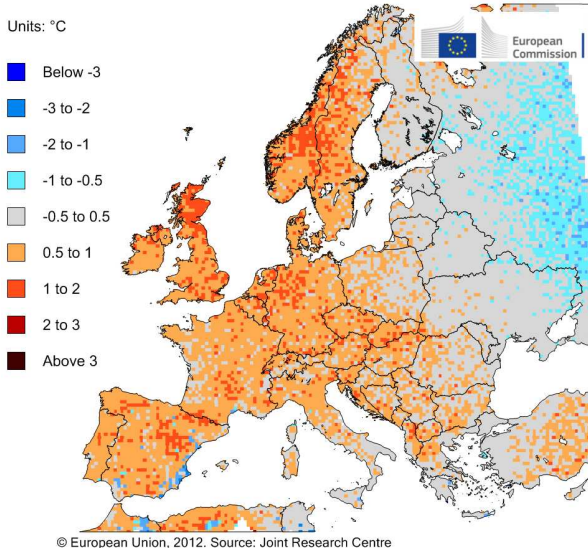 Units: °C
European
Commission
Below -3
-3 to -2
-2 to -1
-1 to -0.5
-0.5 to 0.5
0.5 to 1
1 to 2
2 to 3
Above 3
© European Union, 2012. Source: Joint Research Centre